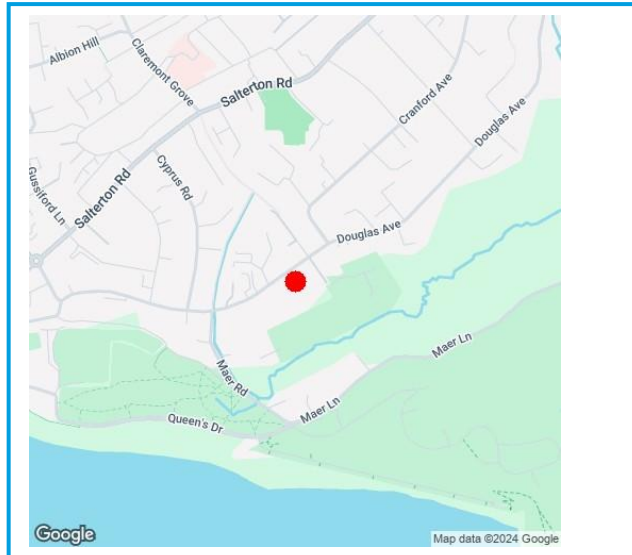 Albion Hill
Claremont Grove
Salterton Rd
Cranford Ave
Douglas Ave
Gussiford Ln
Salterton Rd
Cyprus Rd
Douglas Ave
Maer Rd
Maer Ln
Maer Ln
Queen's Dr
Google
Map data ©2024 Google